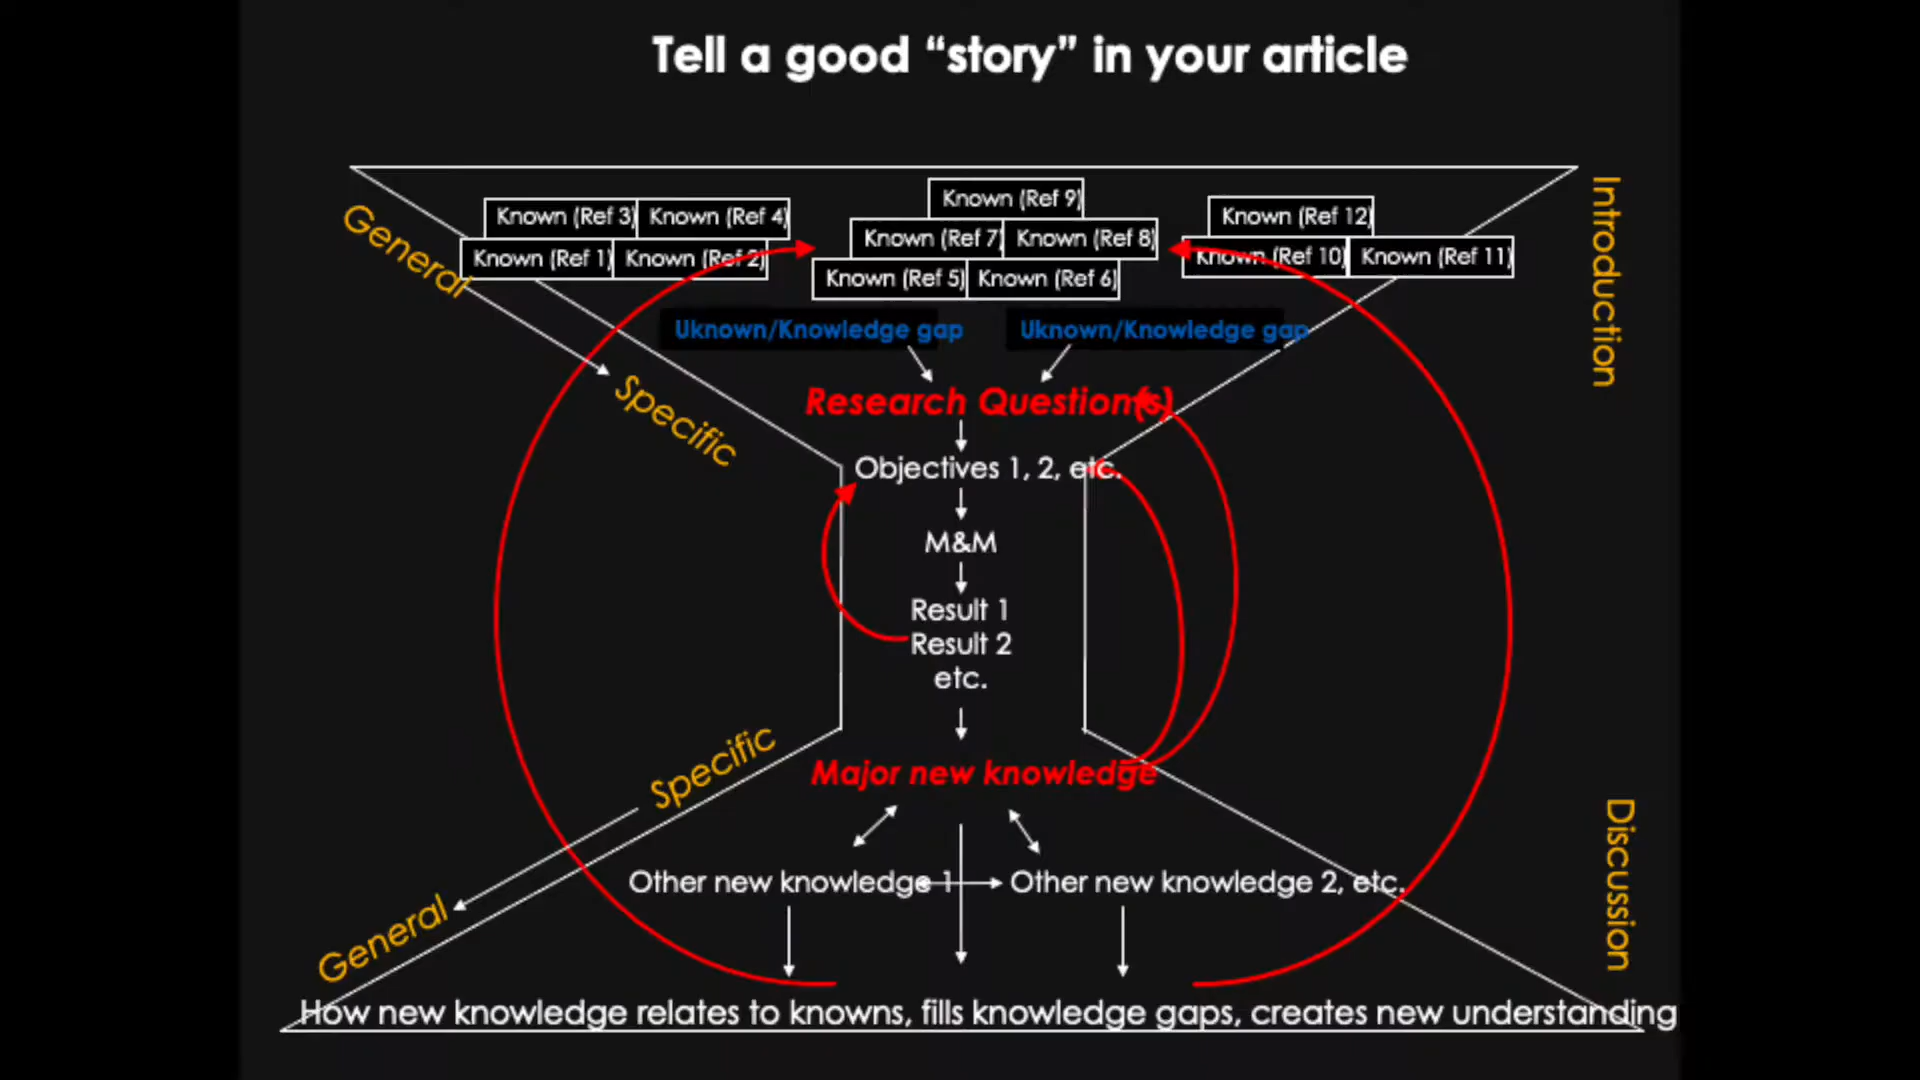 Tell a good “story” in your article
Introduction
General
Known (Ref 9)
Known (Ref 3) Known (Ref 4)
Known (Ref 12)
Known (Ref 7) Known (Ref 8)
Known (Ref 1) Known (Ref 2)
Known (Ref 10) Known (Ref 11)
Known (Ref 5) Known (Ref 6)
Uknown/Knowledge gap Uknown/Knowledge gap
Specific
Research Question(s)
Objectives 1, 2, etc.
M&M
Result 1
Result 2
etc.
Specific
Major new knowledge
Discussion
Other new knowledge 1 Other new knowledge 2, etc.
General
How new knowledge relates to knowns, fills knowledge gaps, creates new understanding